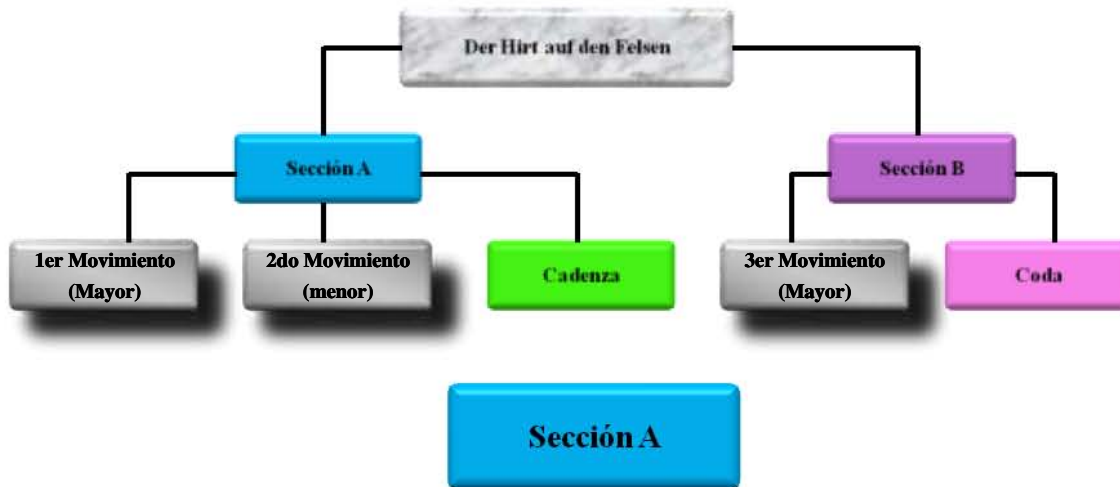 Der Hirt auf den Felsen
Sección A
Sección B
1er Movimiento
(Mayor)
2do Movimiento
(menor)
Cadenza
3er Movimiento
(Mayor)
Coda
Sección A